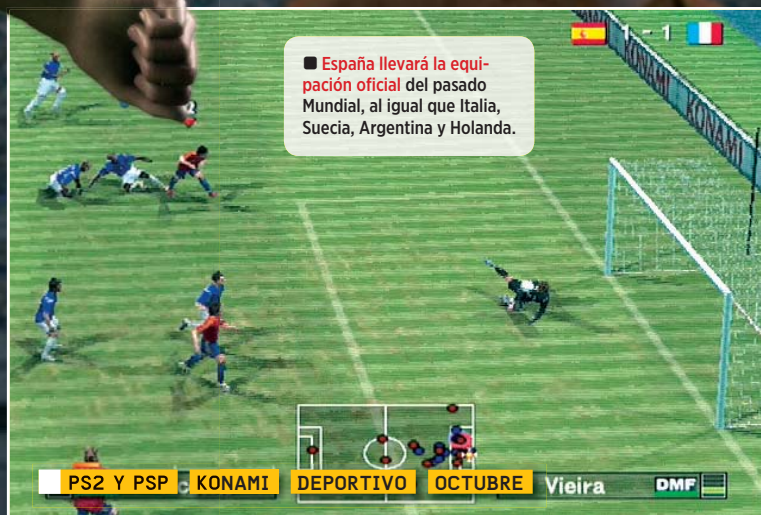 - 1
KONAMI
KONAMI
■ España llevará la equi-
pación oficial del pasado
Mundial, al igual que Italia,
Suecia, Argentina y Holanda.
PS2 Y PSP KONAMI DEPORTIVO OCTUBRE
Vieira DMF